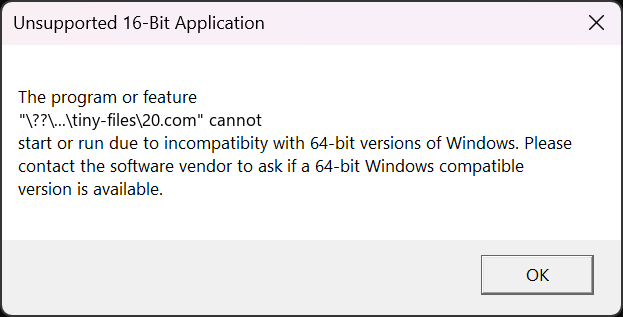 Unsupported 16-Bit Application
The program or feature
"\??\...\tiny-files\20.com" cannot
start or run due to incompatibity with 64-bit versions of Windows. Please
contact the software vendor to ask if a 64-bit Windows compatible
version is available.
OK